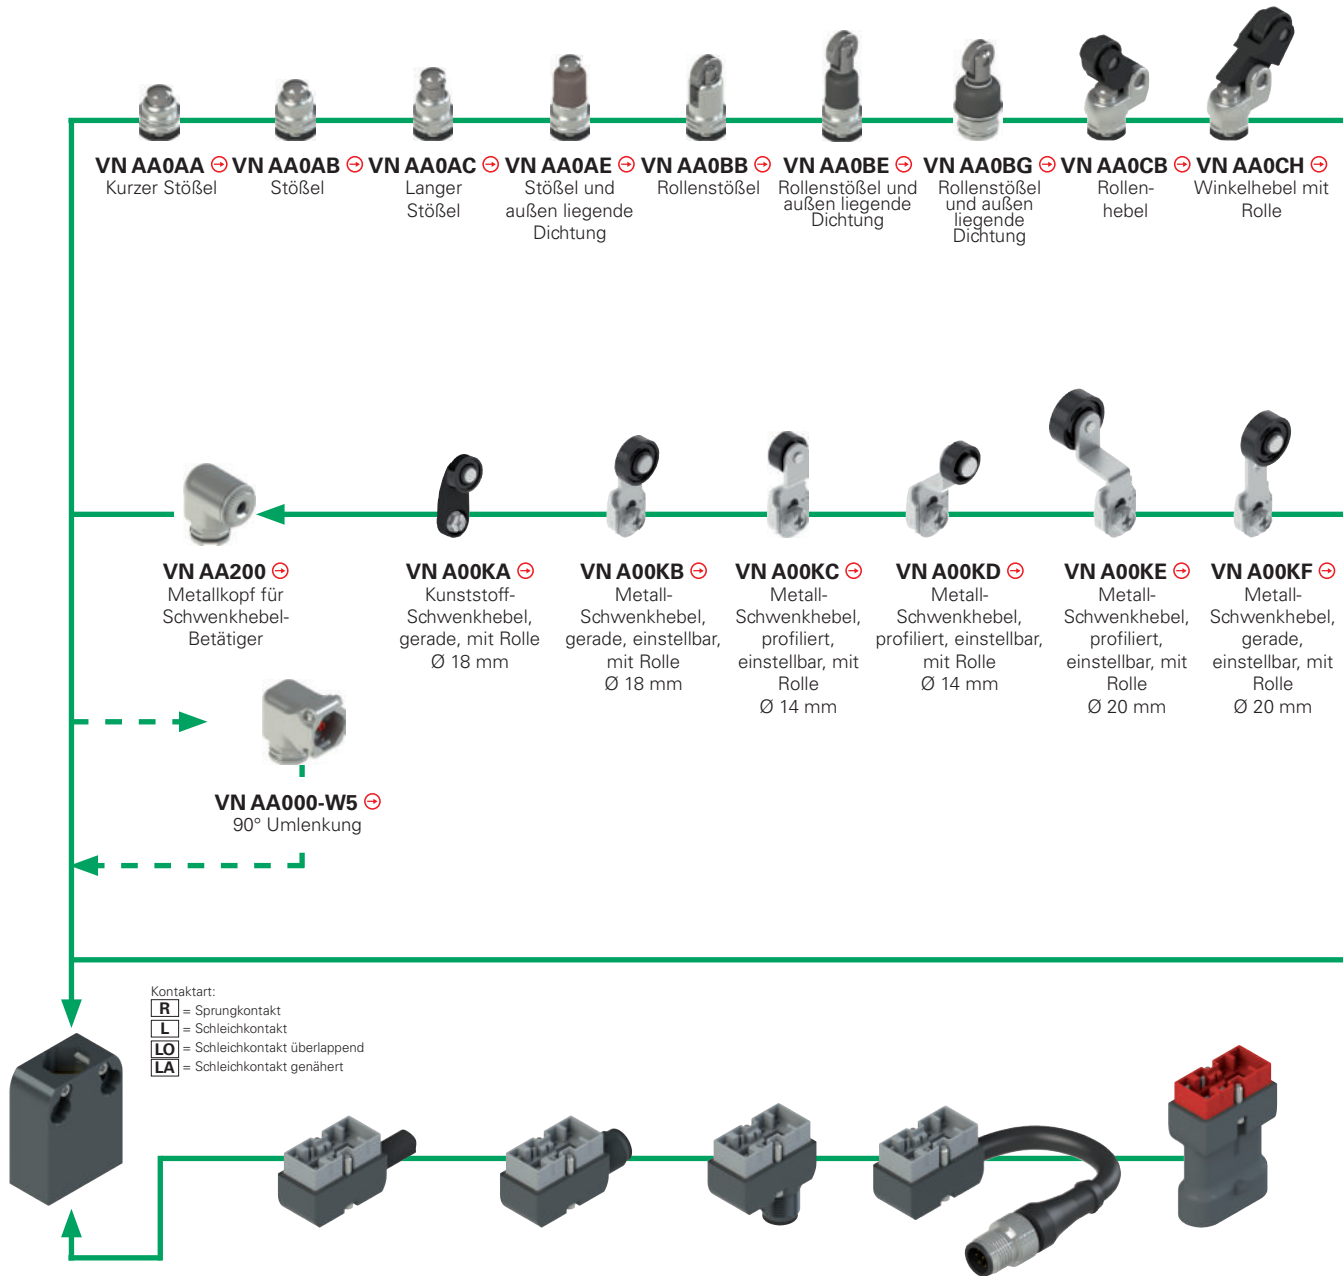 VN AA0AA
Kurzer Stößel
VN AA0AB
Stößel
VN AA0AC
Langer
Stößel
VN AA0AE
Stößel und
außen liegende
Dichtung
VN AA0BB
Rollenstößel
VN AA0BE
Rollenstößel und
außen liegende
Dichtung
VN AA0BG
Rollenstößel
und außen
liegende
Dichtung
VN AA0CB
Rollen-
hebel
VN AA0CH
Winkelhebel mit
Rolle
VN AA200
Metallkopf für
Schwenkhebel-
Betätiger
VN A00KA
Kunststoff-
Schwenkhebel,
gerade, mit Rolle
Ø 18 mm
VN A00KB
Metall-
Schwenkhebel,
gerade, einstellbar,
mit Rolle
Ø 18 mm
VN A00KC
Metall-
Schwenkhebel,
profiliert,
einstellbar, mit
Rolle
Ø 14 mm
VN A00KD
Metall-
Schwenkhebel,
profiliert, einstellbar,
mit Rolle
Ø 14 mm
VN A00KE
Metall-
Schwenkhebel,
profiliert,
einstellbar, mit
Rolle
Ø 20 mm
VN A00KF
Metall-
Schwenkhebel,
gerade,
einstellbar, mit
Rolle
Ø 20 mm
VN AA000-W5
90° Umlenkung
Kontaktart:
R = Sprungkontakt
L = Schleichkontakt
LO = Schleichkontakt überlappend
LA = Schleichkontakt genähert